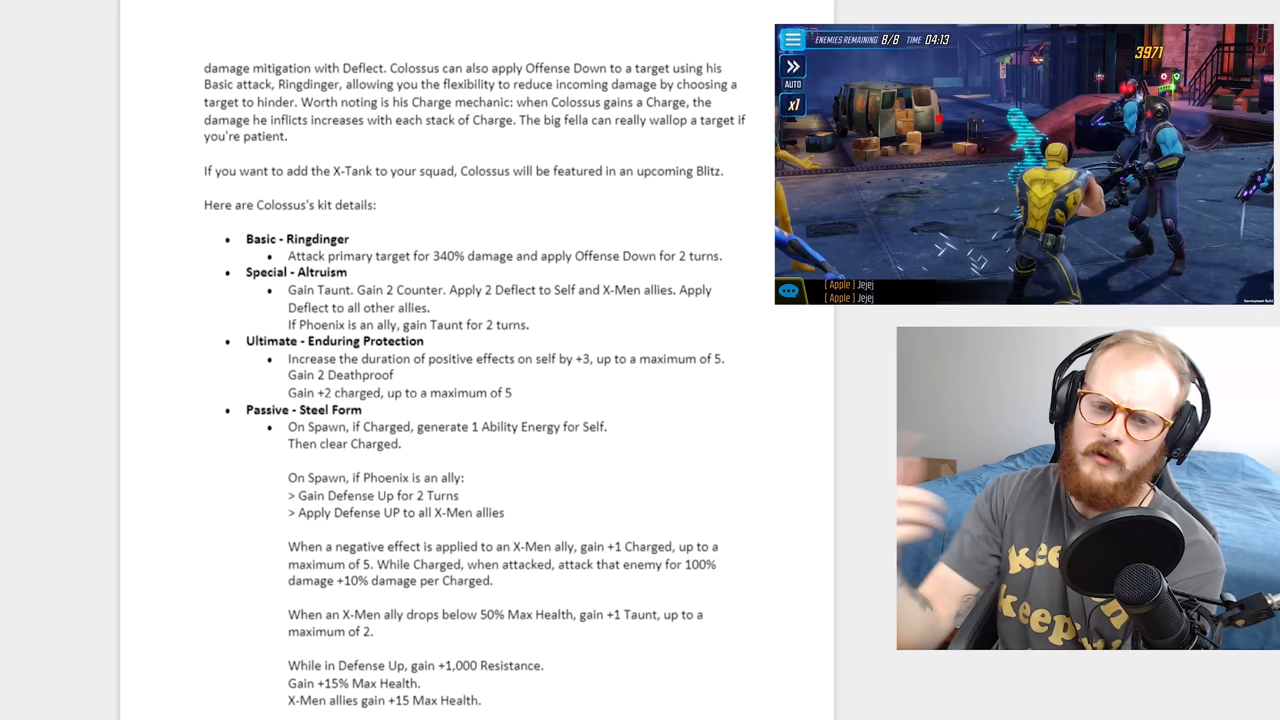 damage mitigation with Deflect. Colossus can also apply Offense Down to a target using his
Basic attack, Ringdinger, allowing you the flexibility to reduce incoming damage by choosing a
target to hinder. Worth noting is his Charge mechanic: when Colossus gains a Charge, the
damage he inflicts increases with each stack of Charge. The big fella can really wallop a target if
you're patient.
If you want to add the X-Tank to your squad, Colossus will be featured in an upcoming Blitz.
Here are Colossus's kit details:
• Basic - Ringdinger
• Attack primary target for 340% damage and apply Offense Down for 2 turns.
• Special - Altruism
• Gain Taunt. Gain 2 Counter. Apply 2 Deflect to Self and X-Men allies. Apply
Deflect to all other allies.
If Phoenix is an ally, gain Taunt for 2 turns.
• Ultimate - Enduring Protection
• Increase the duration of positive effects on self by +3, up to a maximum of 5.
Gain 2 Deathproof
Gain +2 charged, up to a maximum of 5
• Passive - Steel Form
• On Spawn, if Charged, generate 1 Ability Energy for Self.
Then clear Charged.
On Spawn, if Phoenix is an ally:
> Gain Defense Up for 2 Turns
> Apply Defense UP to all X-Men allies
When a negative effect is applied to an X-Men ally, gain +1 Charged, up to a
maximum of 5. While Charged, when attacked, attack that enemy for 100%
damage +10% damage per Charged.
When an X-Men ally drops below 50% Max Health, gain +1 Taunt, up to a
maximum of 2.
While in Defense Up, gain +1,000 Resistance.
Gain +15% Max Health.
X-Men allies gain +15 Max Health.
ENEMIES REMAINING 8/8 TIME 04:13
3971
AUTO
x1
[ Apple ] Jejej
[ Apple ] Jejej
Development Build
kee
keep